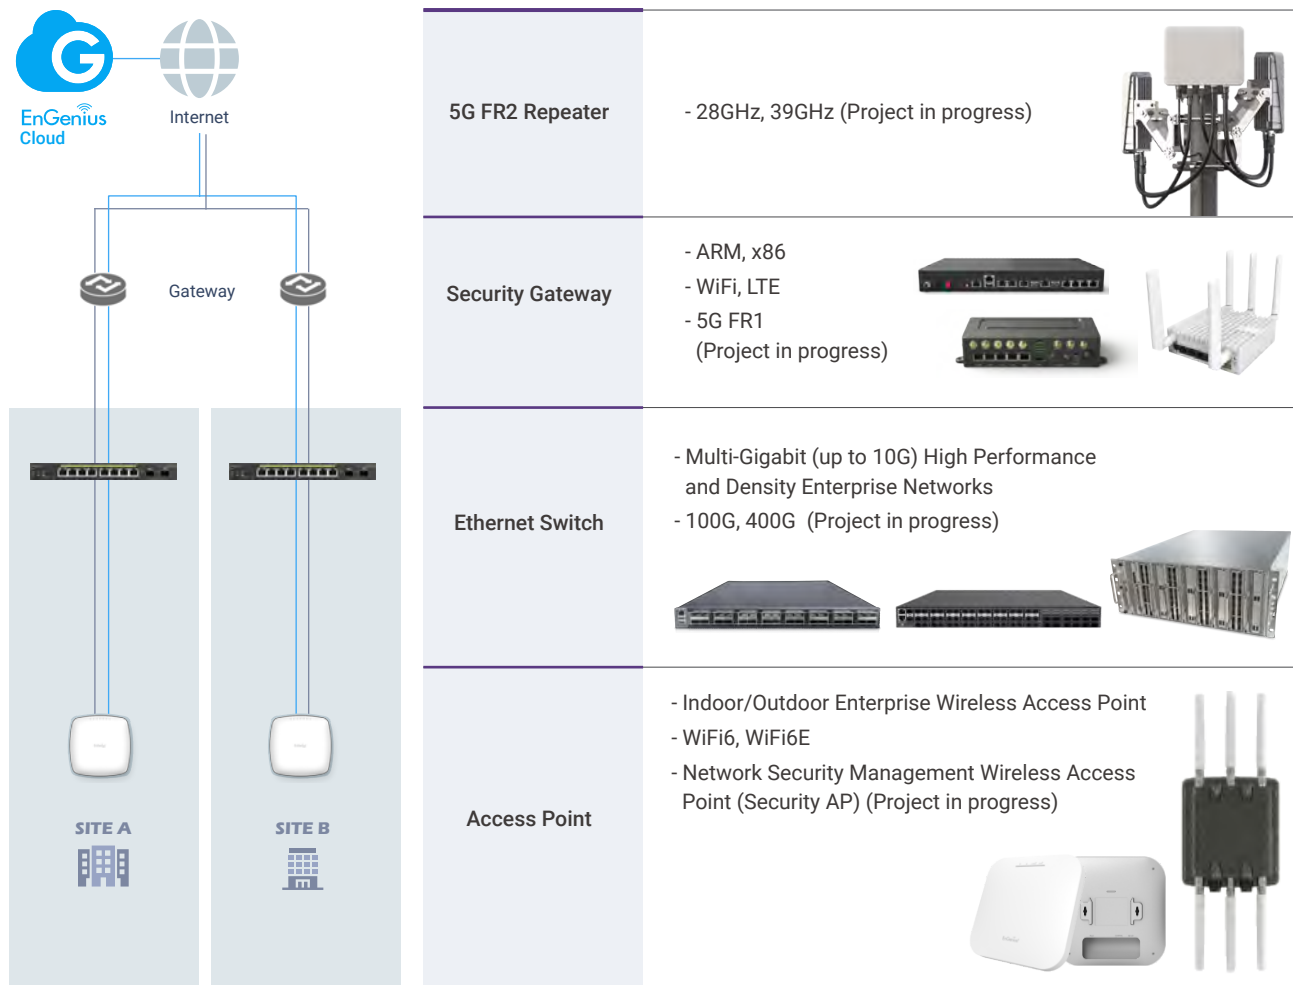 EnGenius
Cloud
Internet
Gateway
SITE A
SITE B
5G FR2 Repeater
- 28GHz, 39GHz (Project in progress)
Security Gateway
- ARM, x86
- WiFi, LTE
- 5G FR1
(Project in progress)
Ethernet Switch
- Multi-Gigabit (up to 10G) High Performance
and Density Enterprise Networks
- 100G, 400G (Project in progress)
Access Point
- Indoor/Outdoor Enterprise Wireless Access Point
- WiFi6, WiFi6E
- Network Security Management Wireless Access
Point (Security AP) (Project in progress)